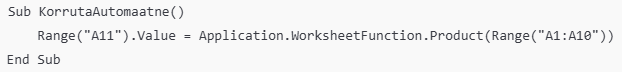 Sub KorrutaAutomaatne()
    Range("A11").Value = Application.WorksheetFunction.Product(Range("A1:A10"))
End Sub